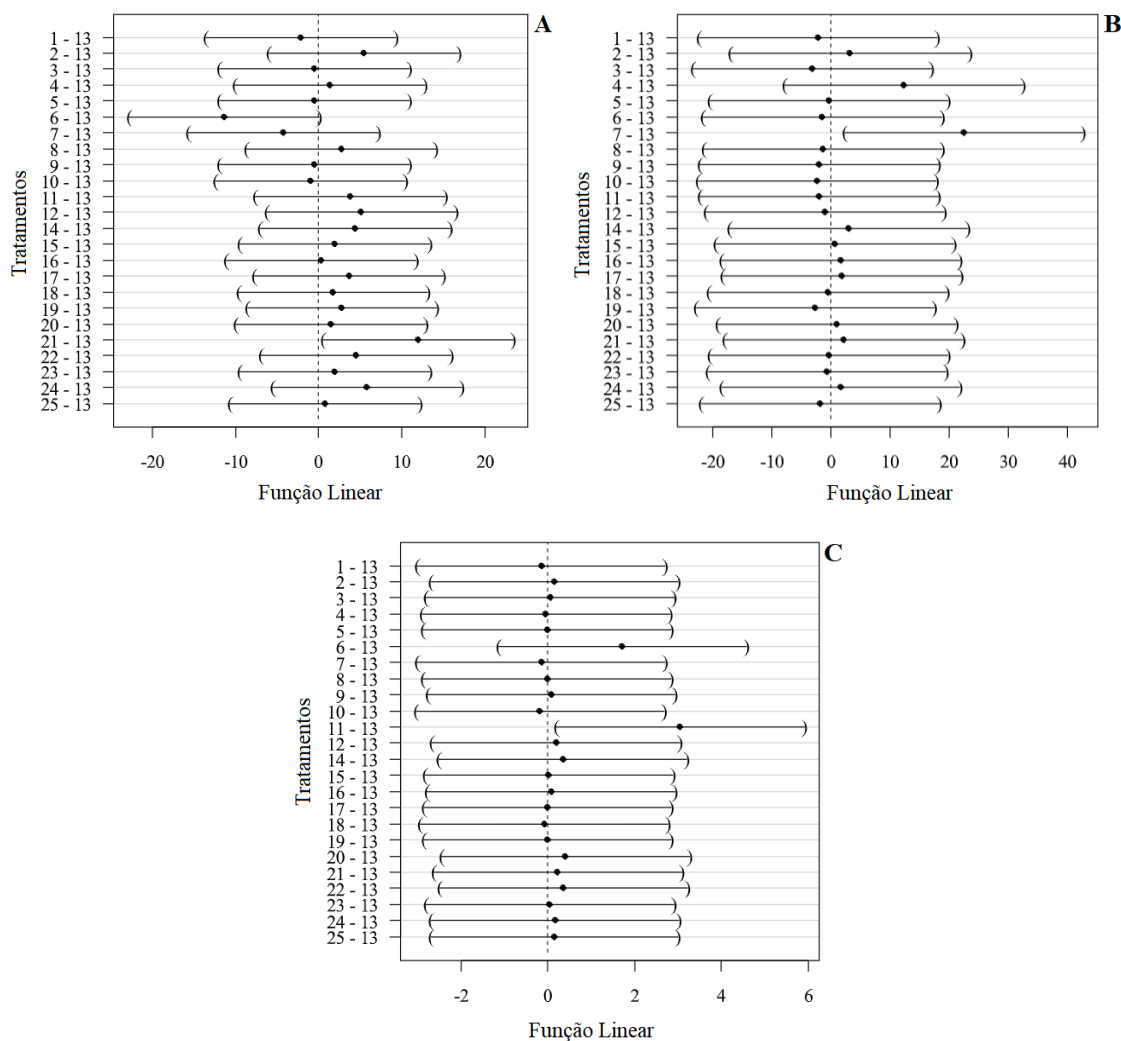 A
Tratamentos
1 - 13
2 - 13
3 - 13
4 - 13
5 - 13
6 - 13
7 - 13
8 - 13
9 - 13
10 - 13
11 - 13
12 - 13
14 - 13
15 - 13
16 - 13
17 - 13
18 - 13
19 - 13
20 - 13
21 - 13
22 - 13
23 - 13
24 - 13
25 - 13
-20 -10 0 10 20
Função Linear
B
Tratamentos
1 - 13
2 - 13
3 - 13
4 - 13
5 - 13
6 - 13
7 - 13
8 - 13
9 - 13
10 - 13
11 - 13
12 - 13
14 - 13
15 - 13
16 - 13
17 - 13
18 - 13
19 - 13
20 - 13
21 - 13
22 - 13
23 - 13
24 - 13
25 - 13
-20 -10 0 10 20 30 40
Função Linear
C
Tratamentos
1 - 13
2 - 13
3 - 13
4 - 13
5 - 13
6 - 13
7 - 13
8 - 13
9 - 13
10 - 13
11 - 13
12 - 13
14 - 13
15 - 13
16 - 13
17 - 13
18 - 13
19 - 13
20 - 13
21 - 13
22 - 13
23 - 13
24 - 13
25 - 13
-2 0 2 4 6
Função Linear